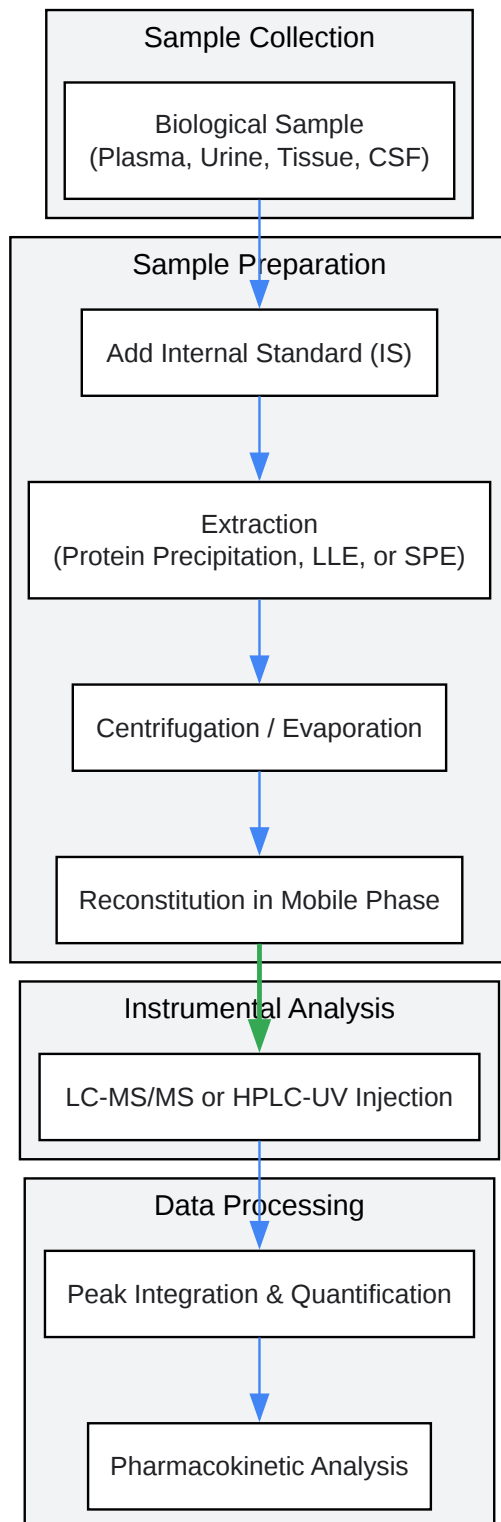 Sample Collection
Biological Sample
(Plasma, Urine, Tissue, CSF)
Sample Preparation
Add Internal Standard (IS)
Extraction
(Protein Precipitation, LLE, or SPE)
Centrifugation / Evaporation
Reconstitution in Mobile Phase
Instrumental Analysis
LC-MS/MS or HPLC-UV Injection
Data Processing
Peak Integration & Quantification
Pharmacokinetic Analysis